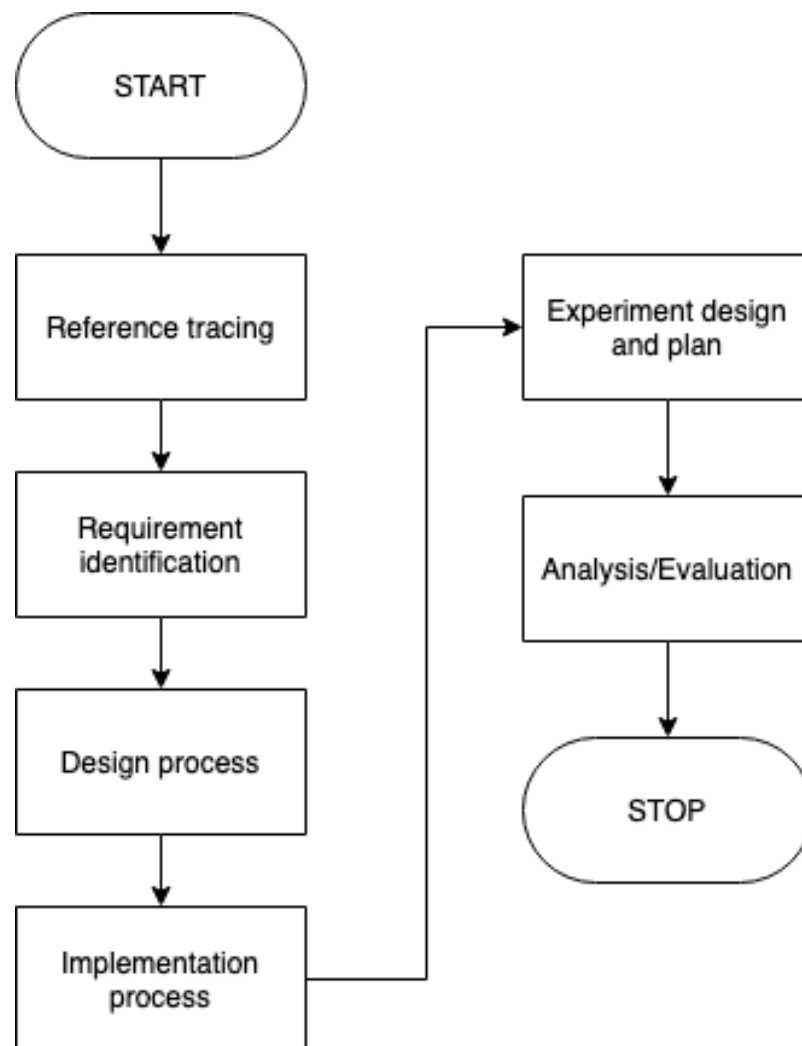 START
Reference tracing
Requirement
identification
Design process
Implementation
process
Experiment design
and plan
Analysis/Evaluation
STOP